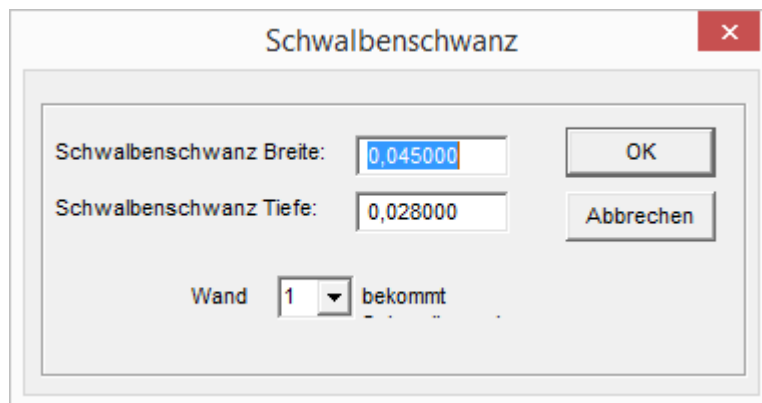 Schwalbenschwanz
Schwalbenschwanz Breite: 0,045000 OK
Schwalbenschwanz Tiefe: 0,028000 Abbrechen
Wand 1 bekommt